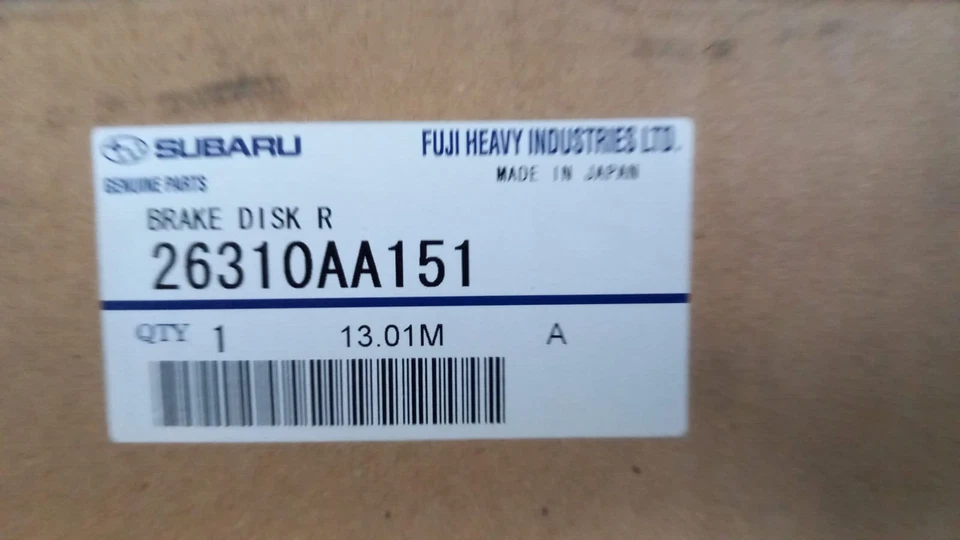 SUBARU
FUJI HEAVY INDUSTRIES LTD.
GENUINE PARTS
MADE IN JAPAN
BRAKE DISK R
26310AA151
QTY 1 13.01M A